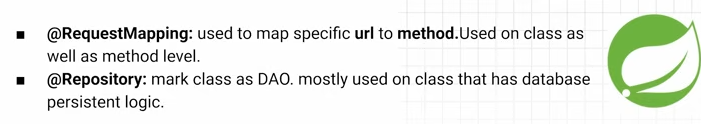 ▪ @RequestMapping: used to map specific url to method.Used on class as
well as method level.
▪ @Repository: mark class as DAO. mostly used on class that has database
persistent logic.